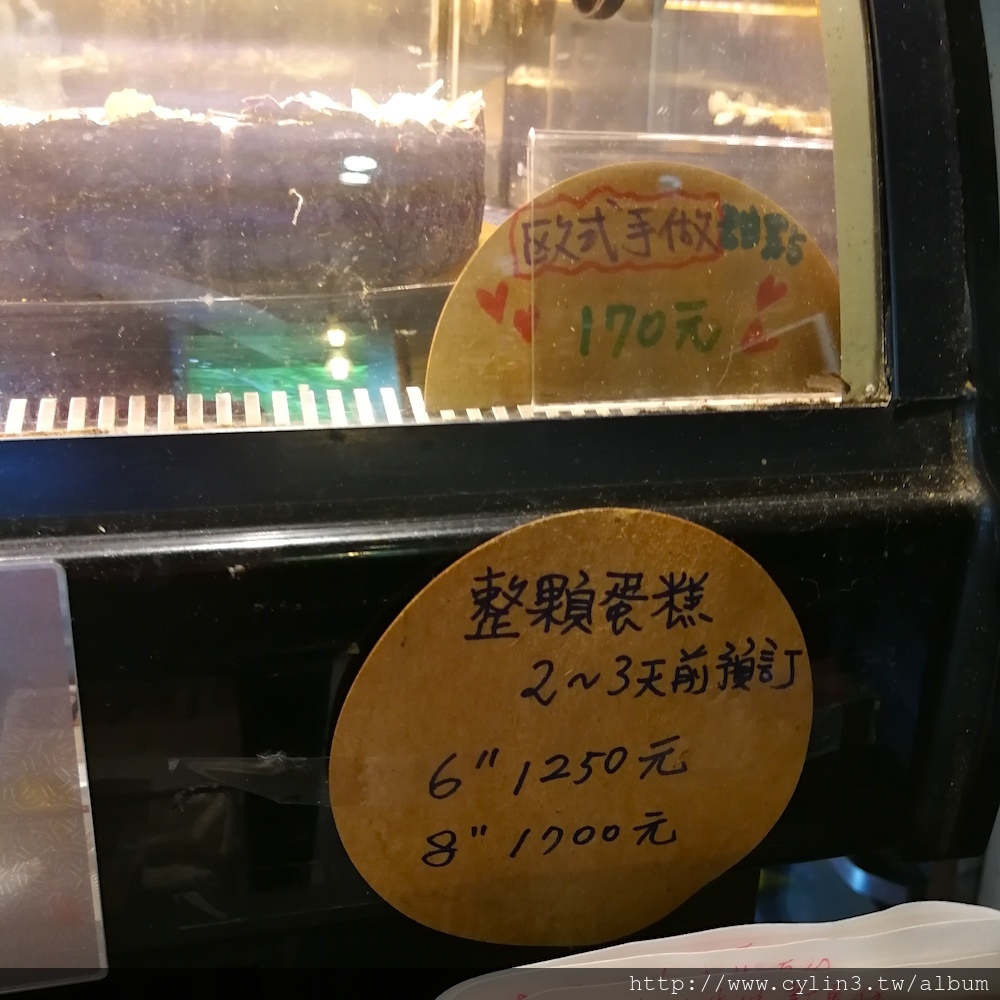 歐式手做甜點
170元
整顆蛋糕
2~3天前預訂
6" 1250元
8" 1700元
http://www.cylin3.tw/album